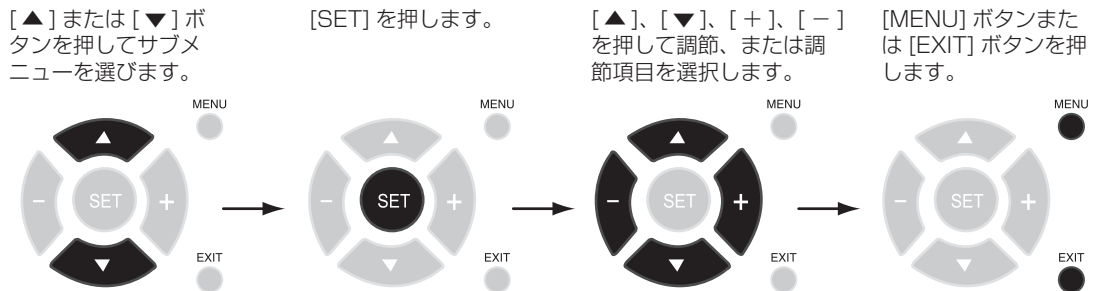 [ ▲ ] または [ ▼ ] ボ
タンを押してサブメ
ニューを選びます。
[SET] を押します。
[ ▲ ]、[ ▼ ]、[ + ]、[ − ]
を押して調節、または調
節項目を選択します。
[MENU] ボタンまた
は [EXIT] ボタンを押
します。
MENU
− SET +
EXIT
MENU
− SET +
EXIT
MENU
− SET +
EXIT
MENU
− SET +
EXIT